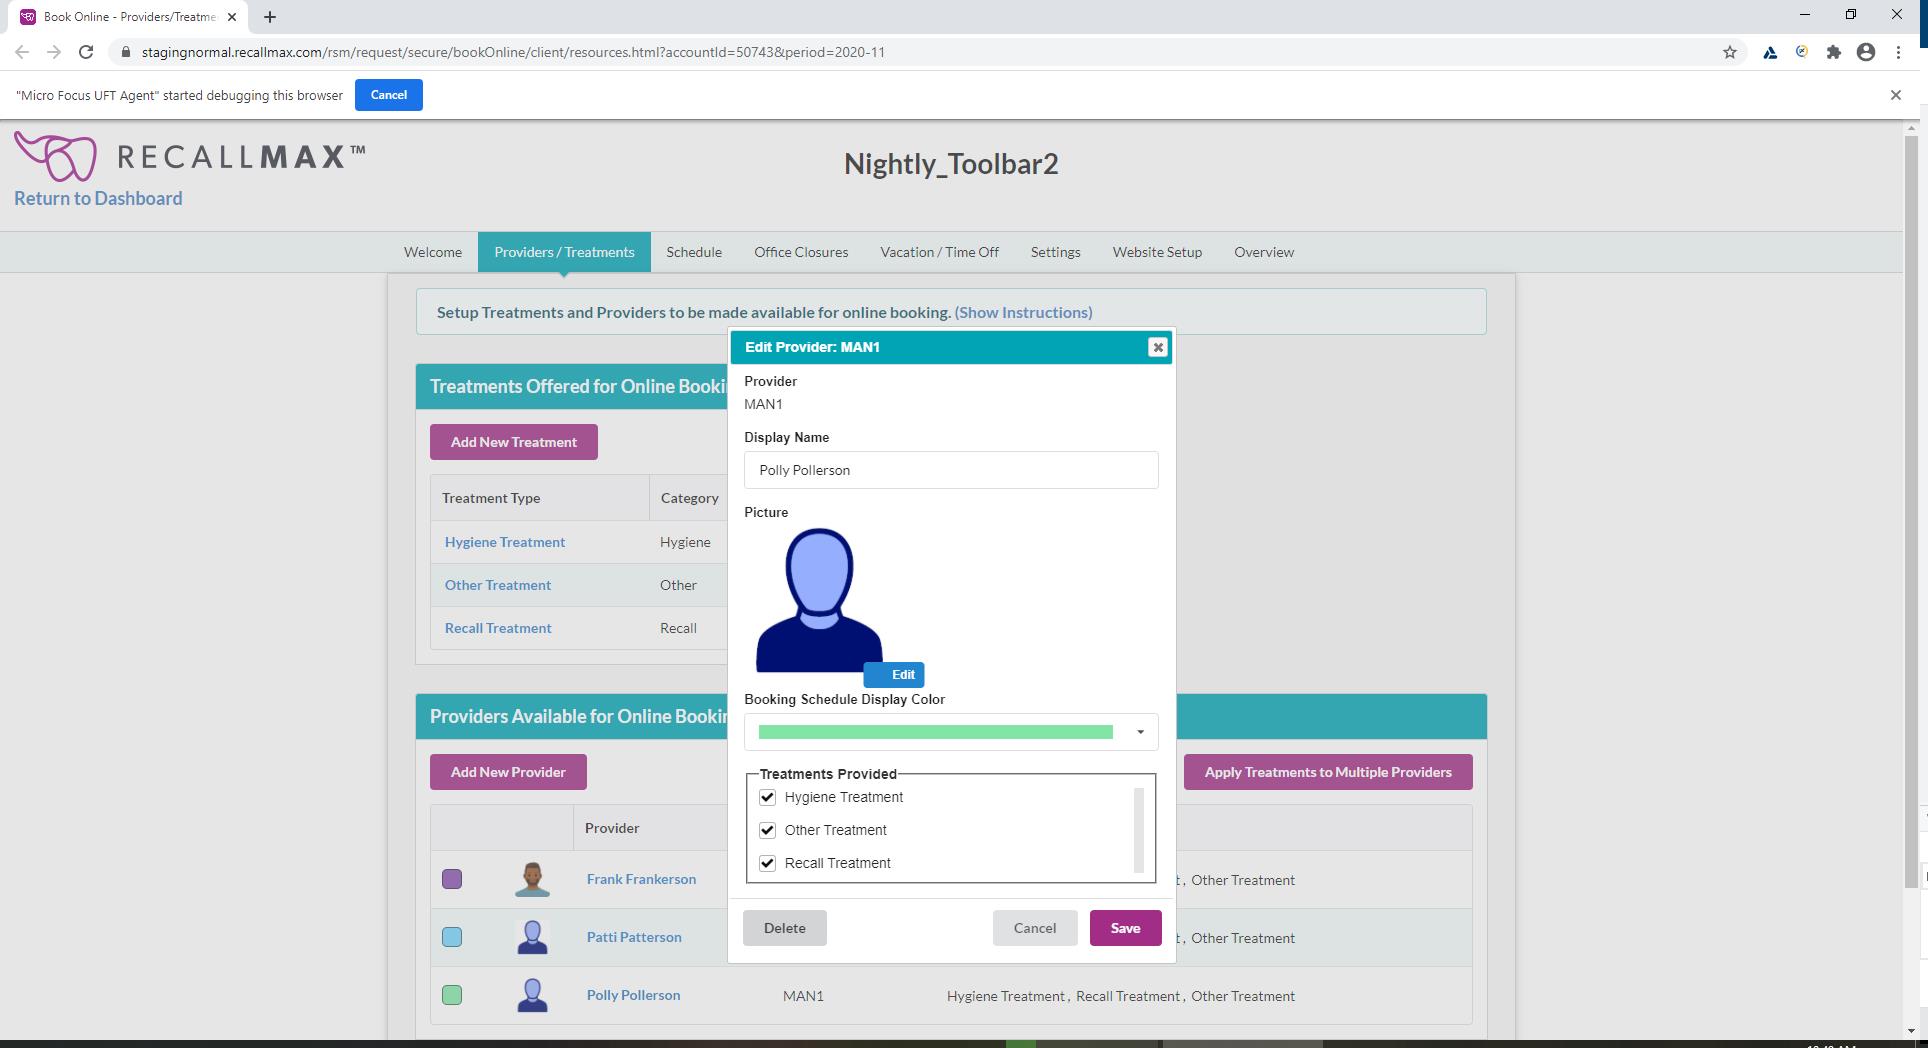 Book Online - Providers/Treatme
stagingnormal.recallmax.com/rsm/request/secure/bookOnline/client/resources.html?accountId=50743&period=2020-11
"Micro Focus UFT Agent" started debugging this browser
Cancel
RECALLMAX™
Nightly_Toolbar2
Return to Dashboard
Welcome Providers / Treatments Schedule Office Closures Vacation / Time Off Settings Website Setup Overview
Setup Treatments and Providers to be made available for online booking. (Show Instructions)
Edit Provider: MAN1
Provider
MAN1
Display Name
Polly Pollerson
Picture
Edit
Booking Schedule Display Color
Treatments Provided
Hygiene Treatment
Other Treatment
Recall Treatment
Delete Cancel Save
Treatments Offered for Online
Add New Treatment
Treatment Type Category
Hygiene Treatment Hygiene
Other Treatment Other
Recall Treatment Recall
Providers Available for Online
Add New Provider Apply Treatments to Multiple Providers
Provider
Frank Frankerson , Other Treatment
Patti Patterson , Other Treatment
Polly Pollerson MAN1 Hygiene Treatment , Recall Treatment , Other Treatment